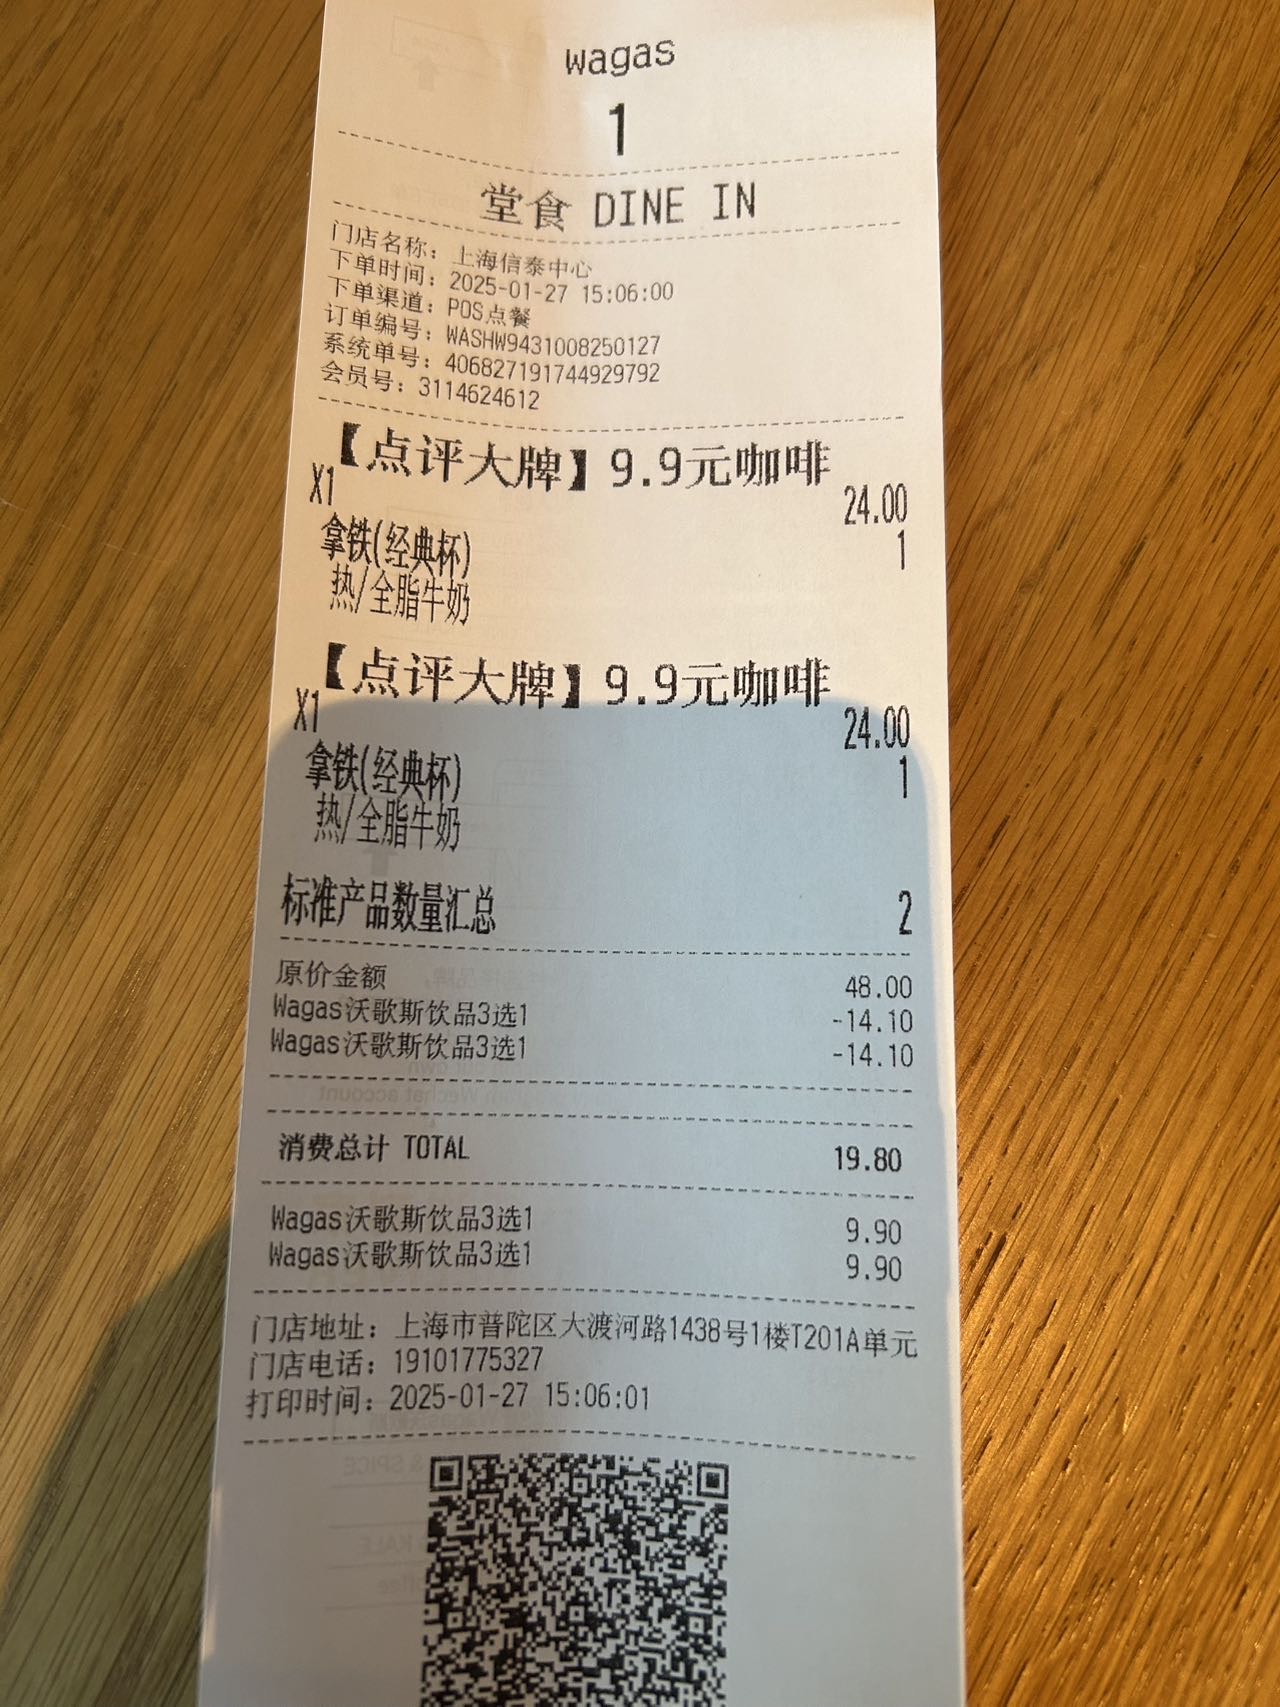 wagas
1
堂食 DINE IN
门店名称：上海信泰中心
下单时间：2025-01-27 15:06:00
下单渠道：POS点餐
订单编号：WASHW9431008250127
系统单号：406827191744929792
会员号：3114624612
【点评大牌】9.9元咖啡
X1 24.00
拿铁(经典杯) 1
热/全脂牛奶
【点评大牌】9.9元咖啡
X1 24.00
拿铁(经典杯) 1
热/全脂牛奶
标准产品数量汇总 2
原价金额 48.00
Wagas沃歌斯饮品3选1 -14.10
Wagas沃歌斯饮品3选1 -14.10
消费总计 TOTAL 19.80
Wagas沃歌斯饮品3选1 9.90
Wagas沃歌斯饮品3选1 9.90
门店地址：上海市普陀区大渡河路1438号1楼T201A单元
门店电话：19101775327
打印时间：2025-01-27 15:06:01